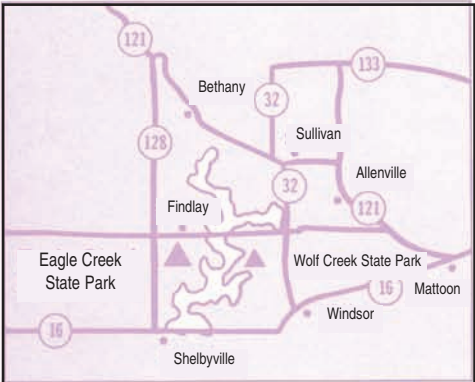 121
133
Bethany
32
Sullivan
128
32
Allenville
Findlay
121
Eagle Creek
State Park
Wolf Creek State Park
16
Mattoon
Windsor
16
Shelbyville